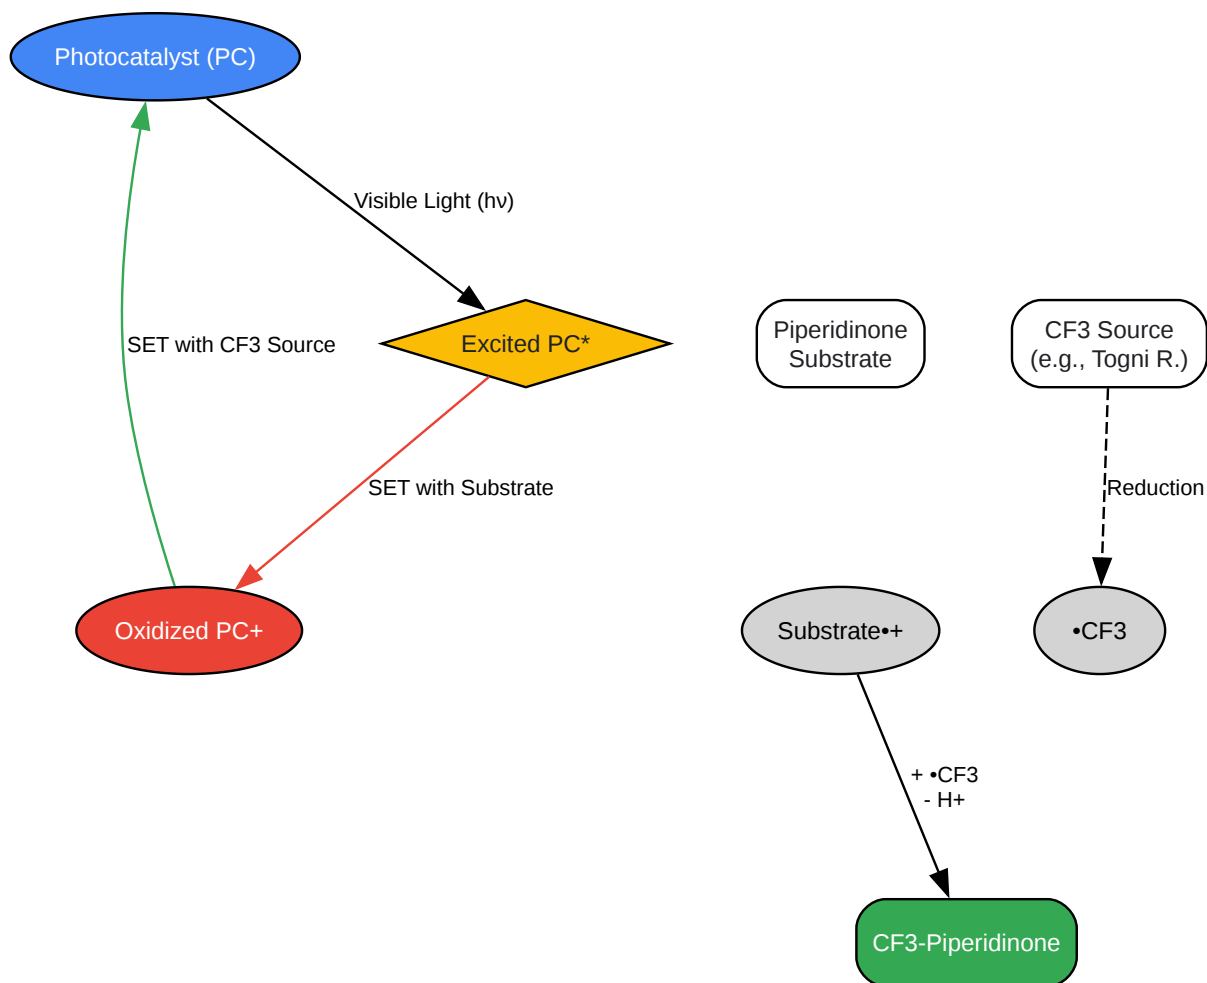 Photocatalyst (PC)
Visible Light (hν)
SET with CF3 Source
Excited PC*
Piperidinone
Substrate
CF3 Source
(e.g., Togni R.)
SET with Substrate
Reduction
Oxidized PC+
Substrate•+
•CF3
+ •CF3
- H+
CF3-Piperidinone